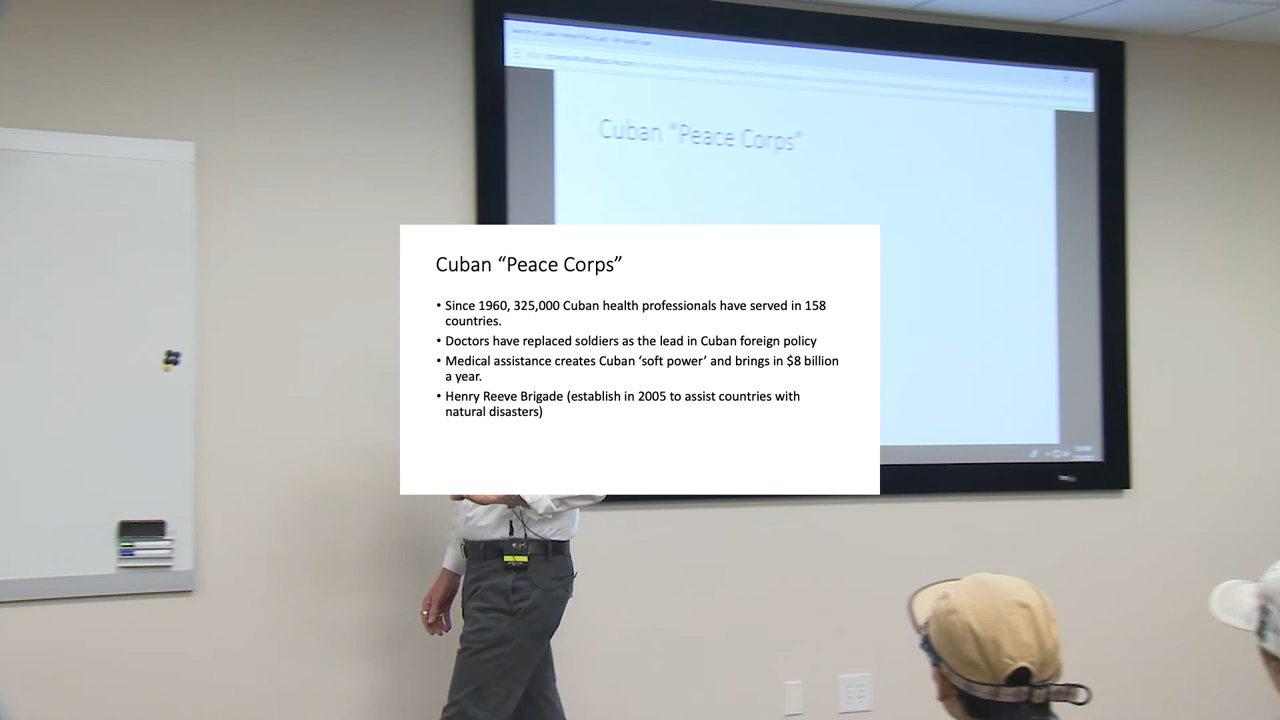 Cuban “Peace Corps”
Cuban “Peace Corps”
• Since 1960, 325,000 Cuban health professionals have served in 158
countries.
• Doctors have replaced soldiers as the lead in Cuban foreign policy
• Medical assistance creates Cuban ‘soft power’ and brings in $8 billion
a year.
• Henry Reeve Brigade (establish in 2005 to assist countries with
natural disasters)